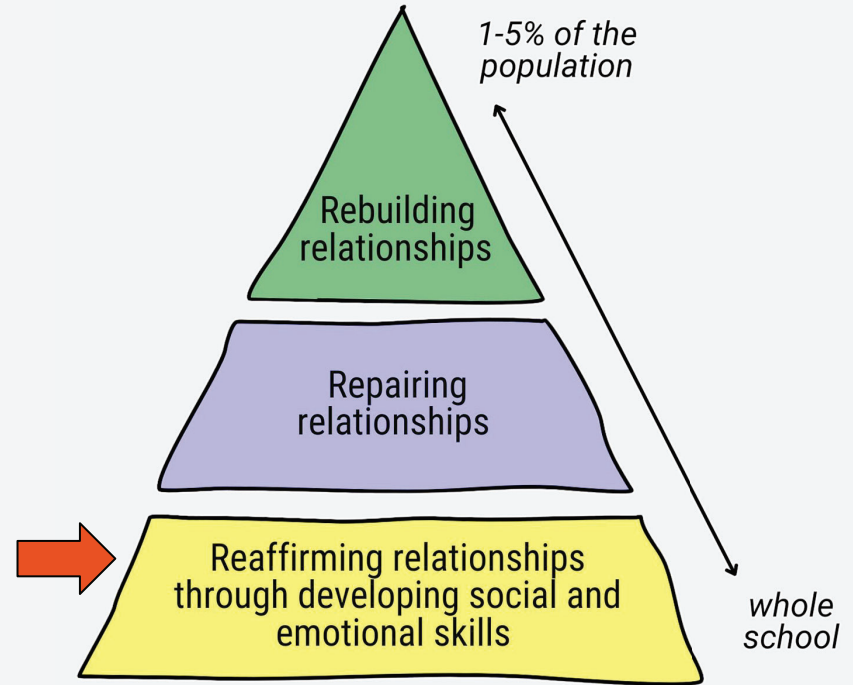 1-5% of the
population
Rebuilding
relationships
Repairing
relationships
Reaffirming relationships
through developing social and
emotional skills
whole
school